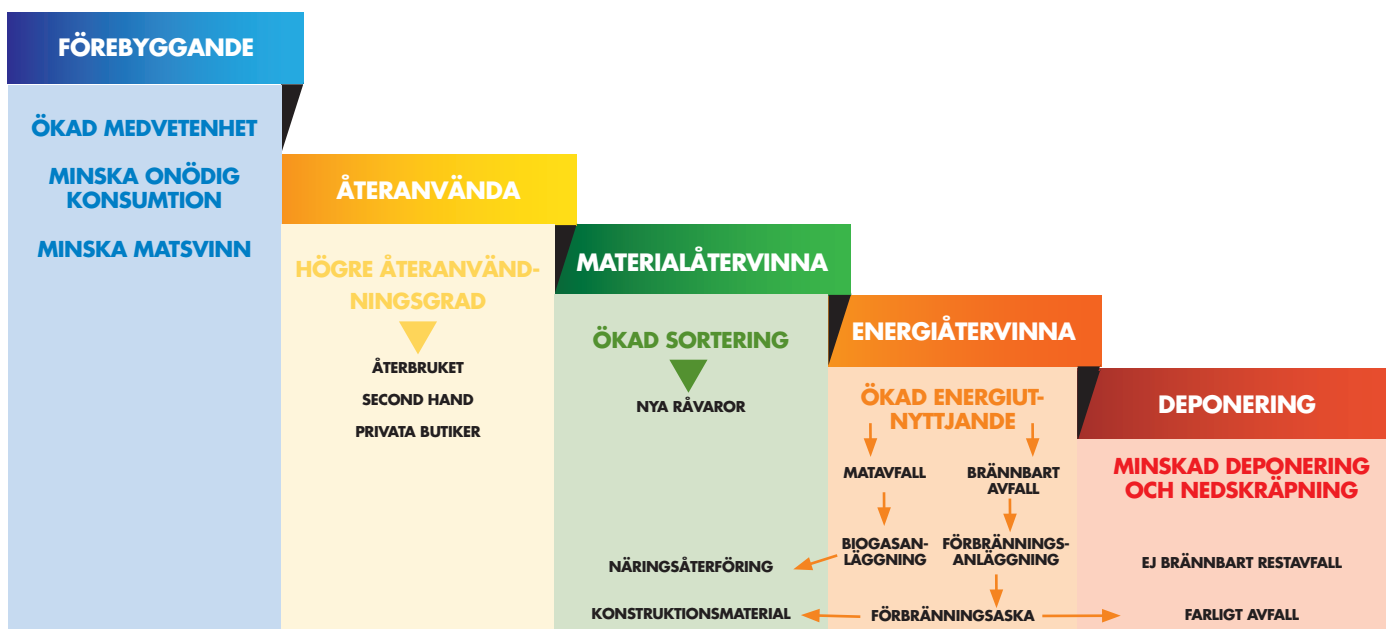 FÖREBYGGANDE
ÖKAD MEDVETENHET
MINSKA ONÖDIG
KONSUMTION
MINSKA MATSVINN
ÅTERANVÄNDA
HÖGRE ÅTERANVÄND-
NINGSGRAD
ÅTERBRUKET
SECOND HAND
PRIVATA BUTIKER
MATERIALÅTERVINNA
ÖKAD SORTERING
NYA RÅVAROR
NÄRINGSÅTERFÖRING
KONSTRUKTIONSMATERIAL
ENERGIÅTERVINNA
ÖKAD ENERGIUT-
NYTTJANDE
MATAVFALL
BIOGASAN-
LÄGGNING
BRÄNNBART
AVFALL
FÖRBRÄNNINGS-
ANLÄGGNING
FÖRBRÄNNINGSASKA
DEPONERING
MINSKAD DEPONERING
OCH NEDSKRÄPNING
EJ BRÄNNBART RESTAVFALL
FARLIGT AVFALL